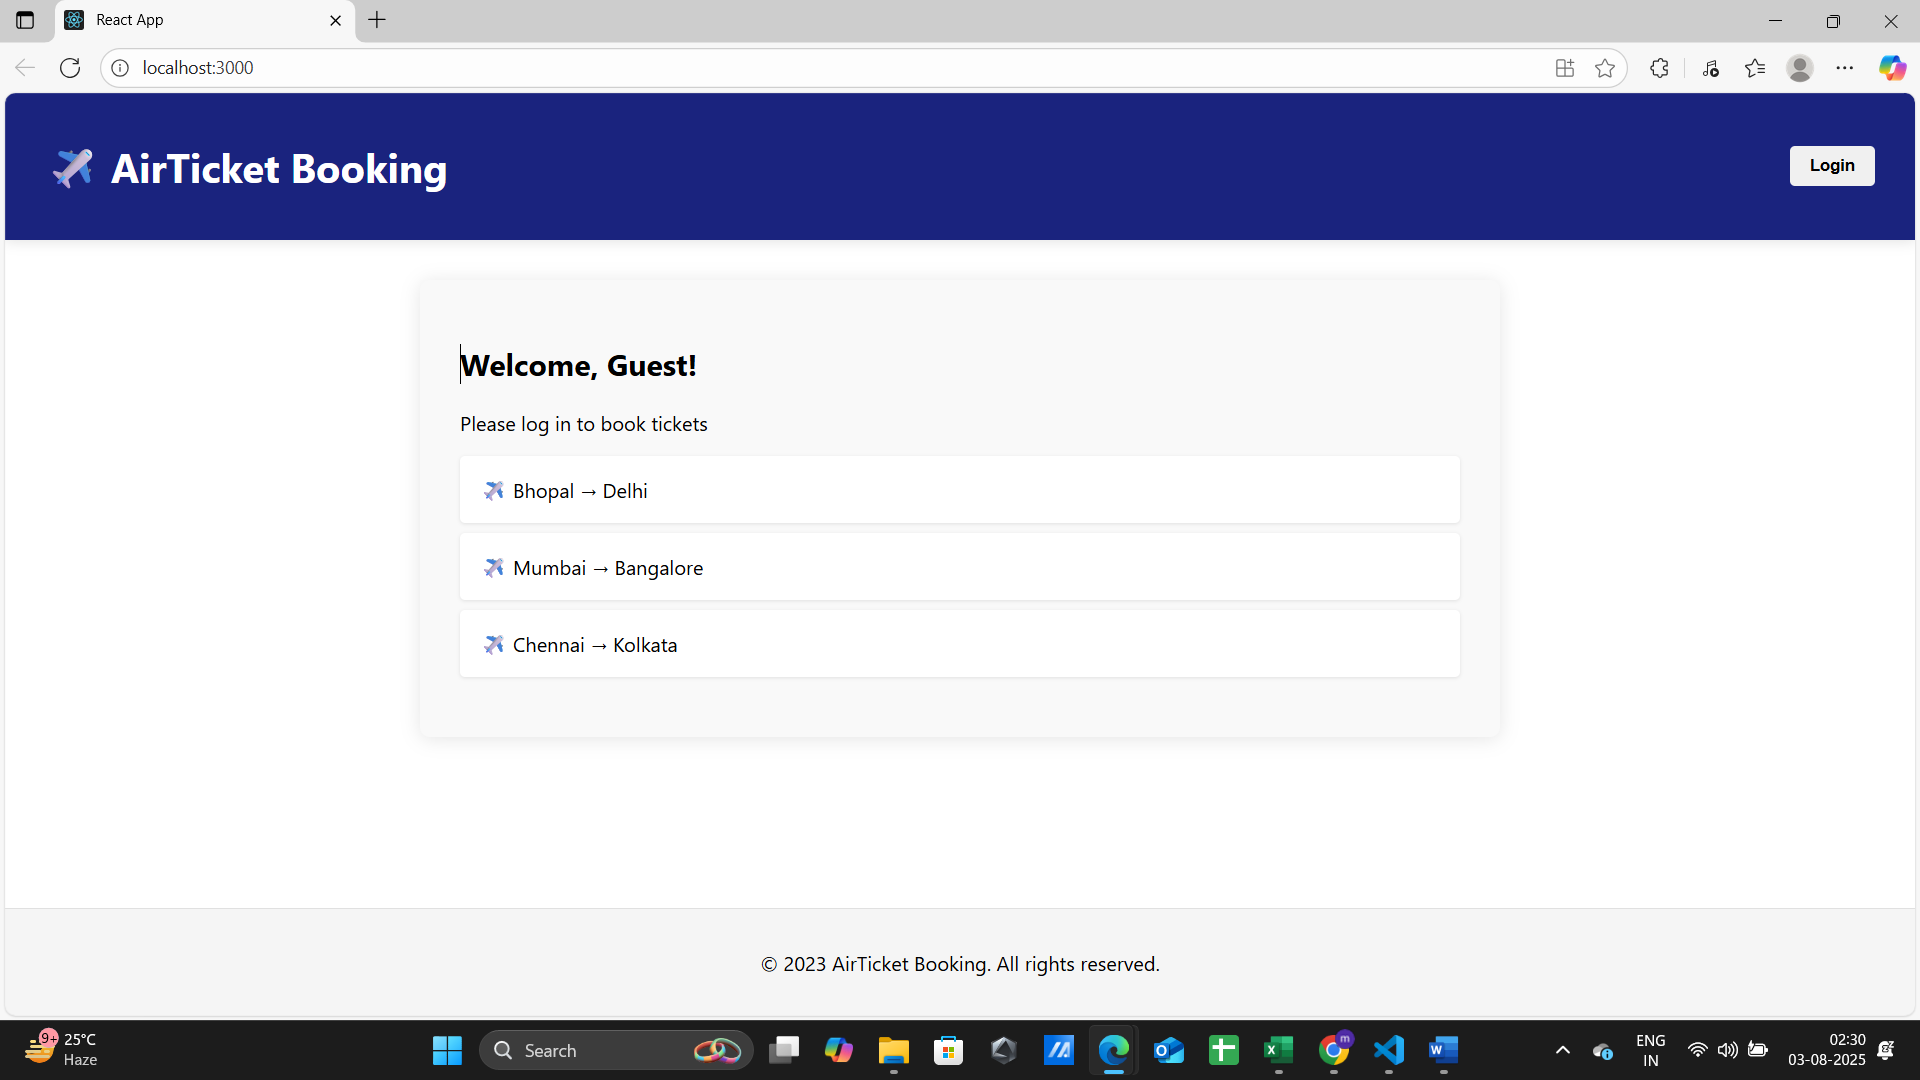 React App
localhost:3000
AirTicket Booking
Login
Welcome, Guest!
Please log in to book tickets
Bhopal → Delhi
Mumbai → Bangalore
Chennai → Kolkata
© 2023 AirTicket Booking. All rights reserved.
9+
25°C
Haze
Search
m
ENG
IN
02:30
03-08-2025